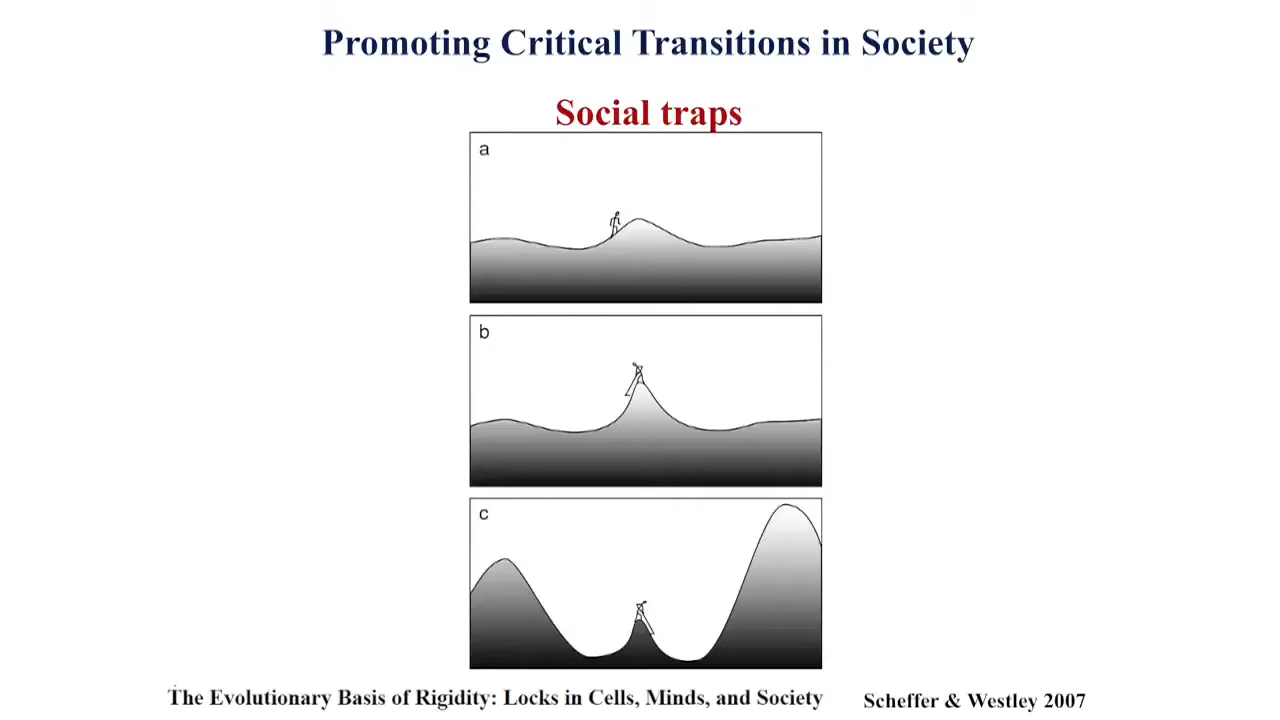 Promoting Critical Transitions in Society
Social traps
a
b
c
The Evolutionary Basis of Rigidity: Locks in Cells, Minds, and Society
Scheffer & Westley 2007